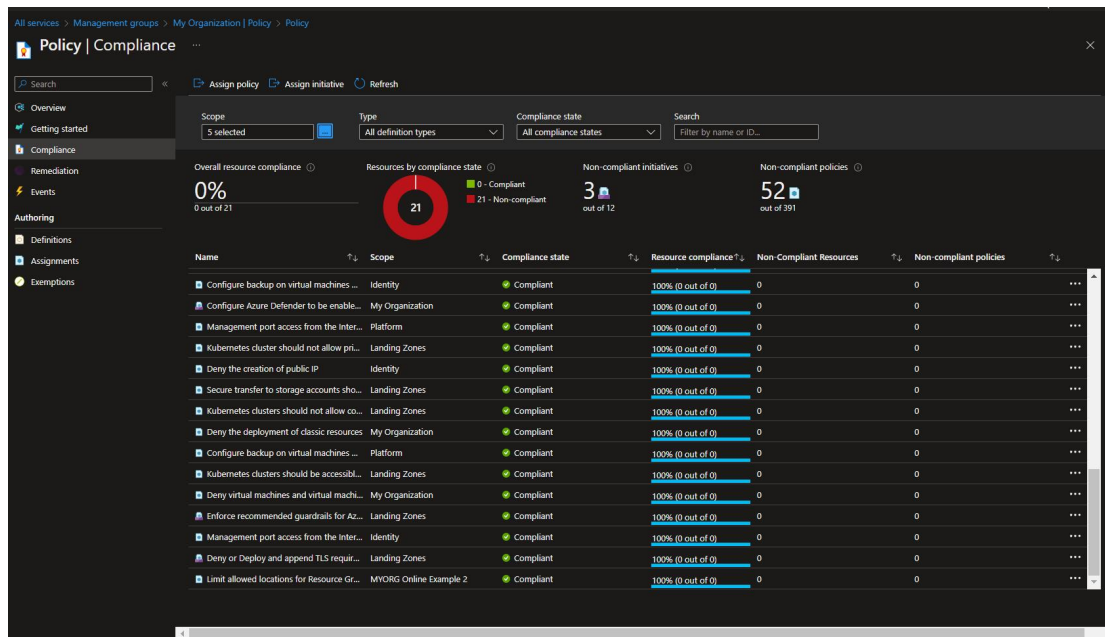 All services > Management groups > My Organization | Policy > Policy
Policy | Compliance ...
Search
Overview
Getting started
Compliance
Remediation
Events
Authoring
Definitions
Assignments
Exemptions
Assign policy Assign initiative Refresh
Scope Type Compliance state Search
5 selected ... All definition types All compliance states Filter by name or ID...
Overall resource compliance Resources by compliance state Non-compliant initiatives Non-compliant policies
0% 21 0 - Compliant 3 52
0 out of 21 21 - Non-compliant out of 12 out of 391
Name Scope Compliance state Resource compliance Non-Compliant Resources Non-compliant policies
Configure backup on virtual machines ... Identity Compliant 100% (0 out of 0) 0 0 ...
Configure Azure Defender to be enable... My Organization Compliant 100% (0 out of 0) 0 0 ...
Management port access from the Inter... Platform Compliant 100% (0 out of 0) 0 0 ...
Kubernetes cluster should not allow pri... Landing Zones Compliant 100% (0 out of 0) 0 0 ...
Deny the creation of public IP Identity Compliant 100% (0 out of 0) 0 0 ...
Secure transfer to storage accounts sho... Landing Zones Compliant 100% (0 out of 0) 0 0 ...
Kubernetes clusters should not allow co... Landing Zones Compliant 100% (0 out of 0) 0 0 ...
Deny the deployment of classic resources My Organization Compliant 100% (0 out of 0) 0 0 ...
Configure backup on virtual machines ... Platform Compliant 100% (0 out of 0) 0 0 ...
Kubernetes clusters should be accessibl... Landing Zones Compliant 100% (0 out of 0) 0 0 ...
Deny virtual machines and virtual machi... My Organization Compliant 100% (0 out of 0) 0 0 ...
Enforce recommended guardrails for Az... Landing Zones Compliant 100% (0 out of 0) 0 0 ...
Management port access from the Inter... Identity Compliant 100% (0 out of 0) 0 0 ...
Deny or Deploy and append TLS requir... Landing Zones Compliant 100% (0 out of 0) 0 0 ...
Limit allowed locations for Resource Gr... MYORG Online Example 2 Compliant 100% (0 out of 0) 0 0 ...